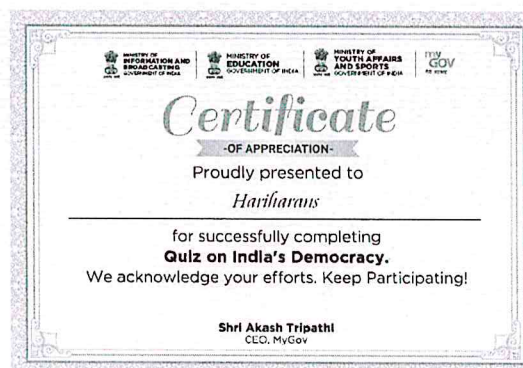 MINISTRY OF
INFORMATION AND
BROADCASTING
GOVERNMENT OF INDIA
MINISTRY OF
EDUCATION
GOVERNMENT OF INDIA
MINISTRY OF
YOUTH AFFAIRS
AND SPORTS
GOVERNMENT OF INDIA
my
GOV
Certificate
-OF APPRECIATION-
Proudly presented to
Hariharans
for successfully completing
Quiz on India's Democracy.
We acknowledge your efforts. Keep Participating!
Shri Akash Tripathi
CEO, MyGov